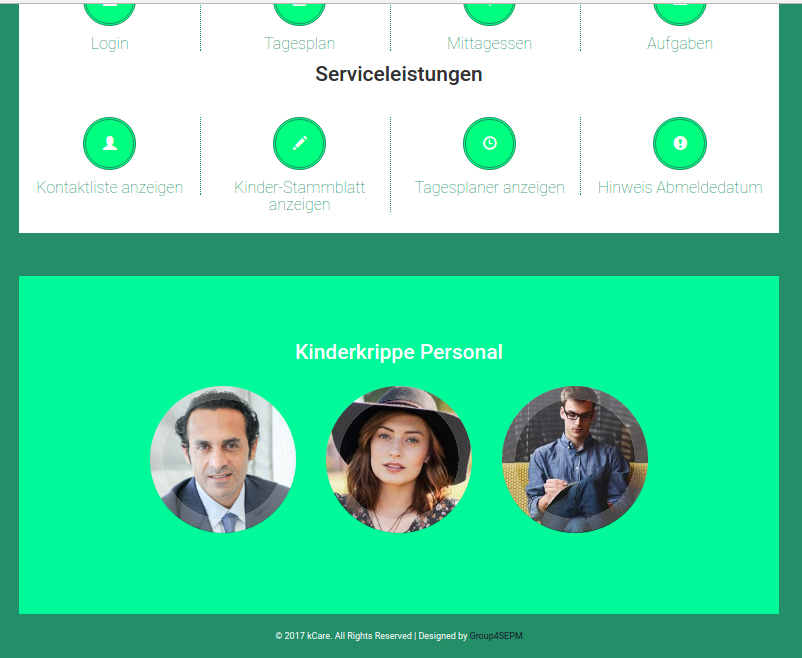 Login
Tagesplan
Mittagessen
Aufgaben
Serviceleistungen
Kontaktliste anzeigen
Kinder-Stammblatt
anzeigen
Tagesplaner anzeigen
Hinweis Abmeldedatum
Kinderkrippe Personal
© 2017 kCare. All Rights Reserved | Designed by Group4SEPM